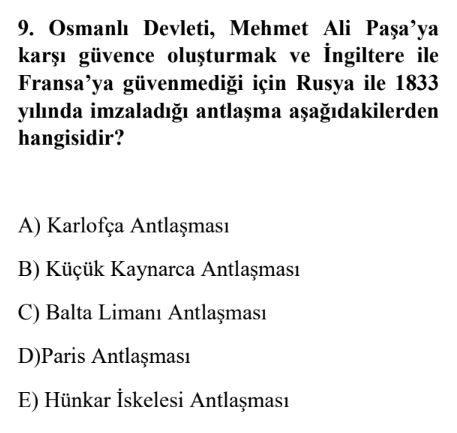 9. Osmanlı Devleti, Mehmet Ali Paşa’ya
karşı güvence oluşturmak ve İngiltere ile
Fransa’ya güvenmediği için Rusya ile 1833
yılında imzaladığı antlaşma aşağıdakilerden
hangisidir?
A) Karlofça Antlaşması
B) Küçük Kaynarca Antlaşması
C) Balta Limanı Antlaşması
D)Paris Antlaşması
E) Hünkar İskelesi Antlaşması